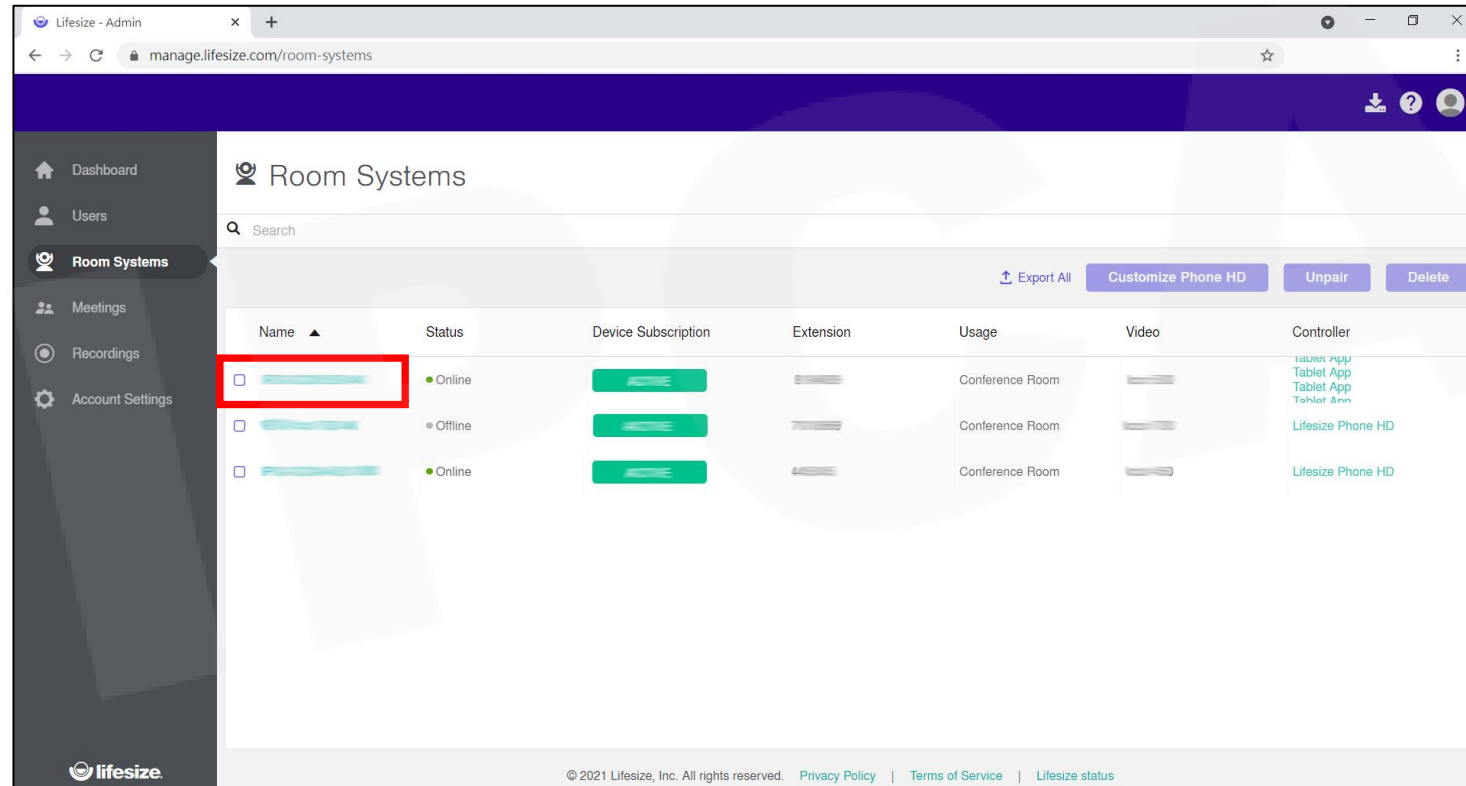 Lifesize - Admin
manage.lifesize.com/room-systems
Dashboard
Users
Room Systems
Meetings
Recordings
Account Settings
lifesize
Room Systems
Search
Export All Customize Phone HD Unpair Delete
Name Status Device Subscription Extension Usage Video Controller
Online Conference Room Tablet App
Tablet App
Tablet App
Tablet App
Offline Conference Room Lifesize Phone HD
Online Conference Room Lifesize Phone HD
© 2021 Lifesize, Inc. All rights reserved. Privacy Policy | Terms of Service | Lifesize status